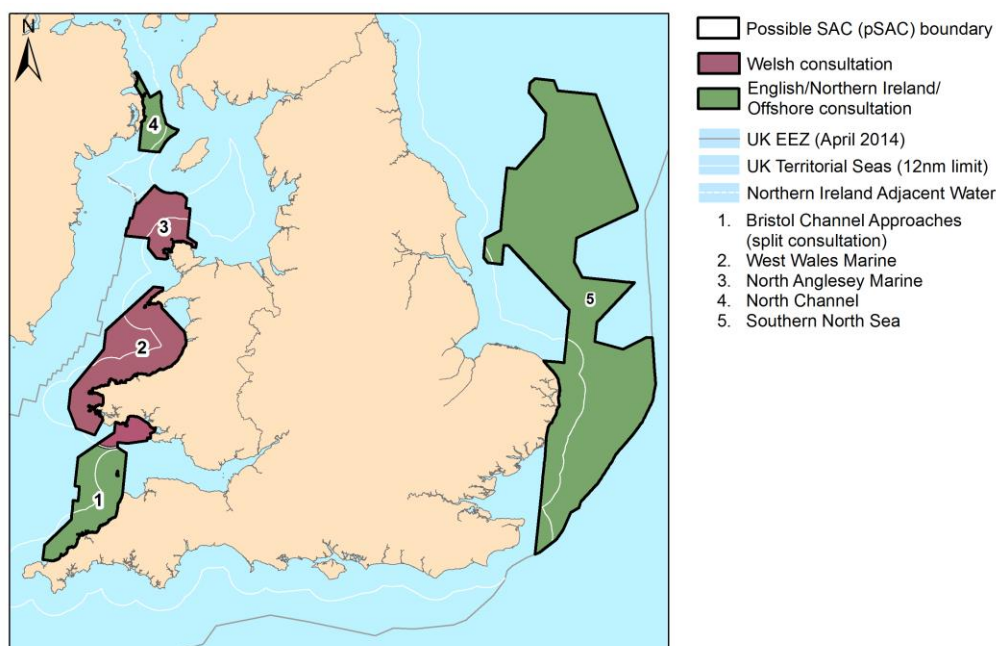 N
4
3
2
1
5
Possible SAC (pSAC) boundary
Welsh consultation
English/Northern Ireland/
Offshore consultation
UK EEZ (April 2014)
UK Territorial Seas (12nm limit)
Northern Ireland Adjacent Water
1. Bristol Channel Approaches
(split consultation)
2. West Wales Marine
3. North Anglesey Marine
4. North Channel
5. Southern North Sea